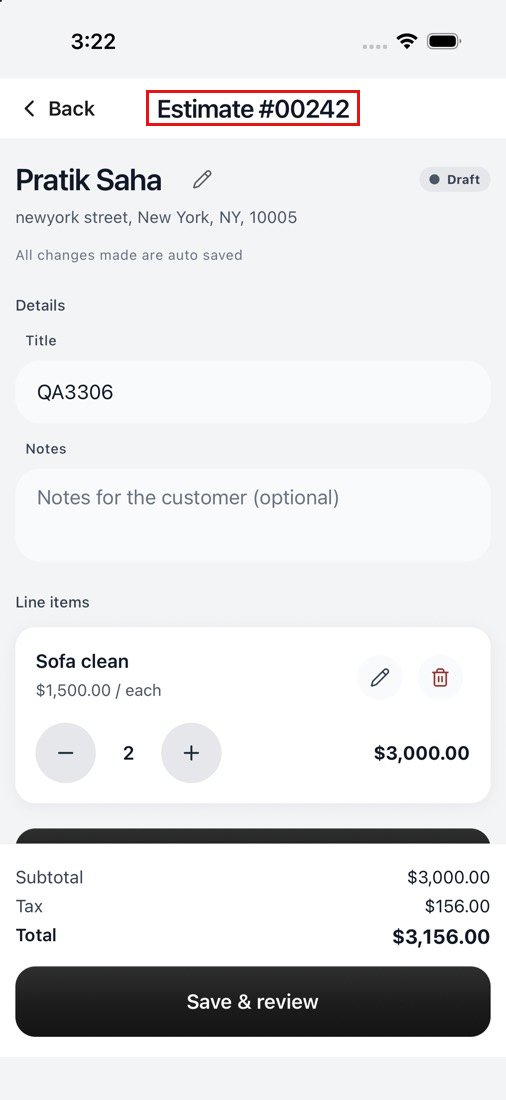 3:22
Back
Estimate #00242
Pratik Saha
Draft
newyork street, New York, NY, 10005
All changes made are auto saved
Details
Title
QA3306
Notes
Notes for the customer (optional)
Line items
Sofa clean
$1,500.00 / each
2
$3,000.00
Subtotal $3,000.00
Tax $156.00
Total $3,156.00
Save & review